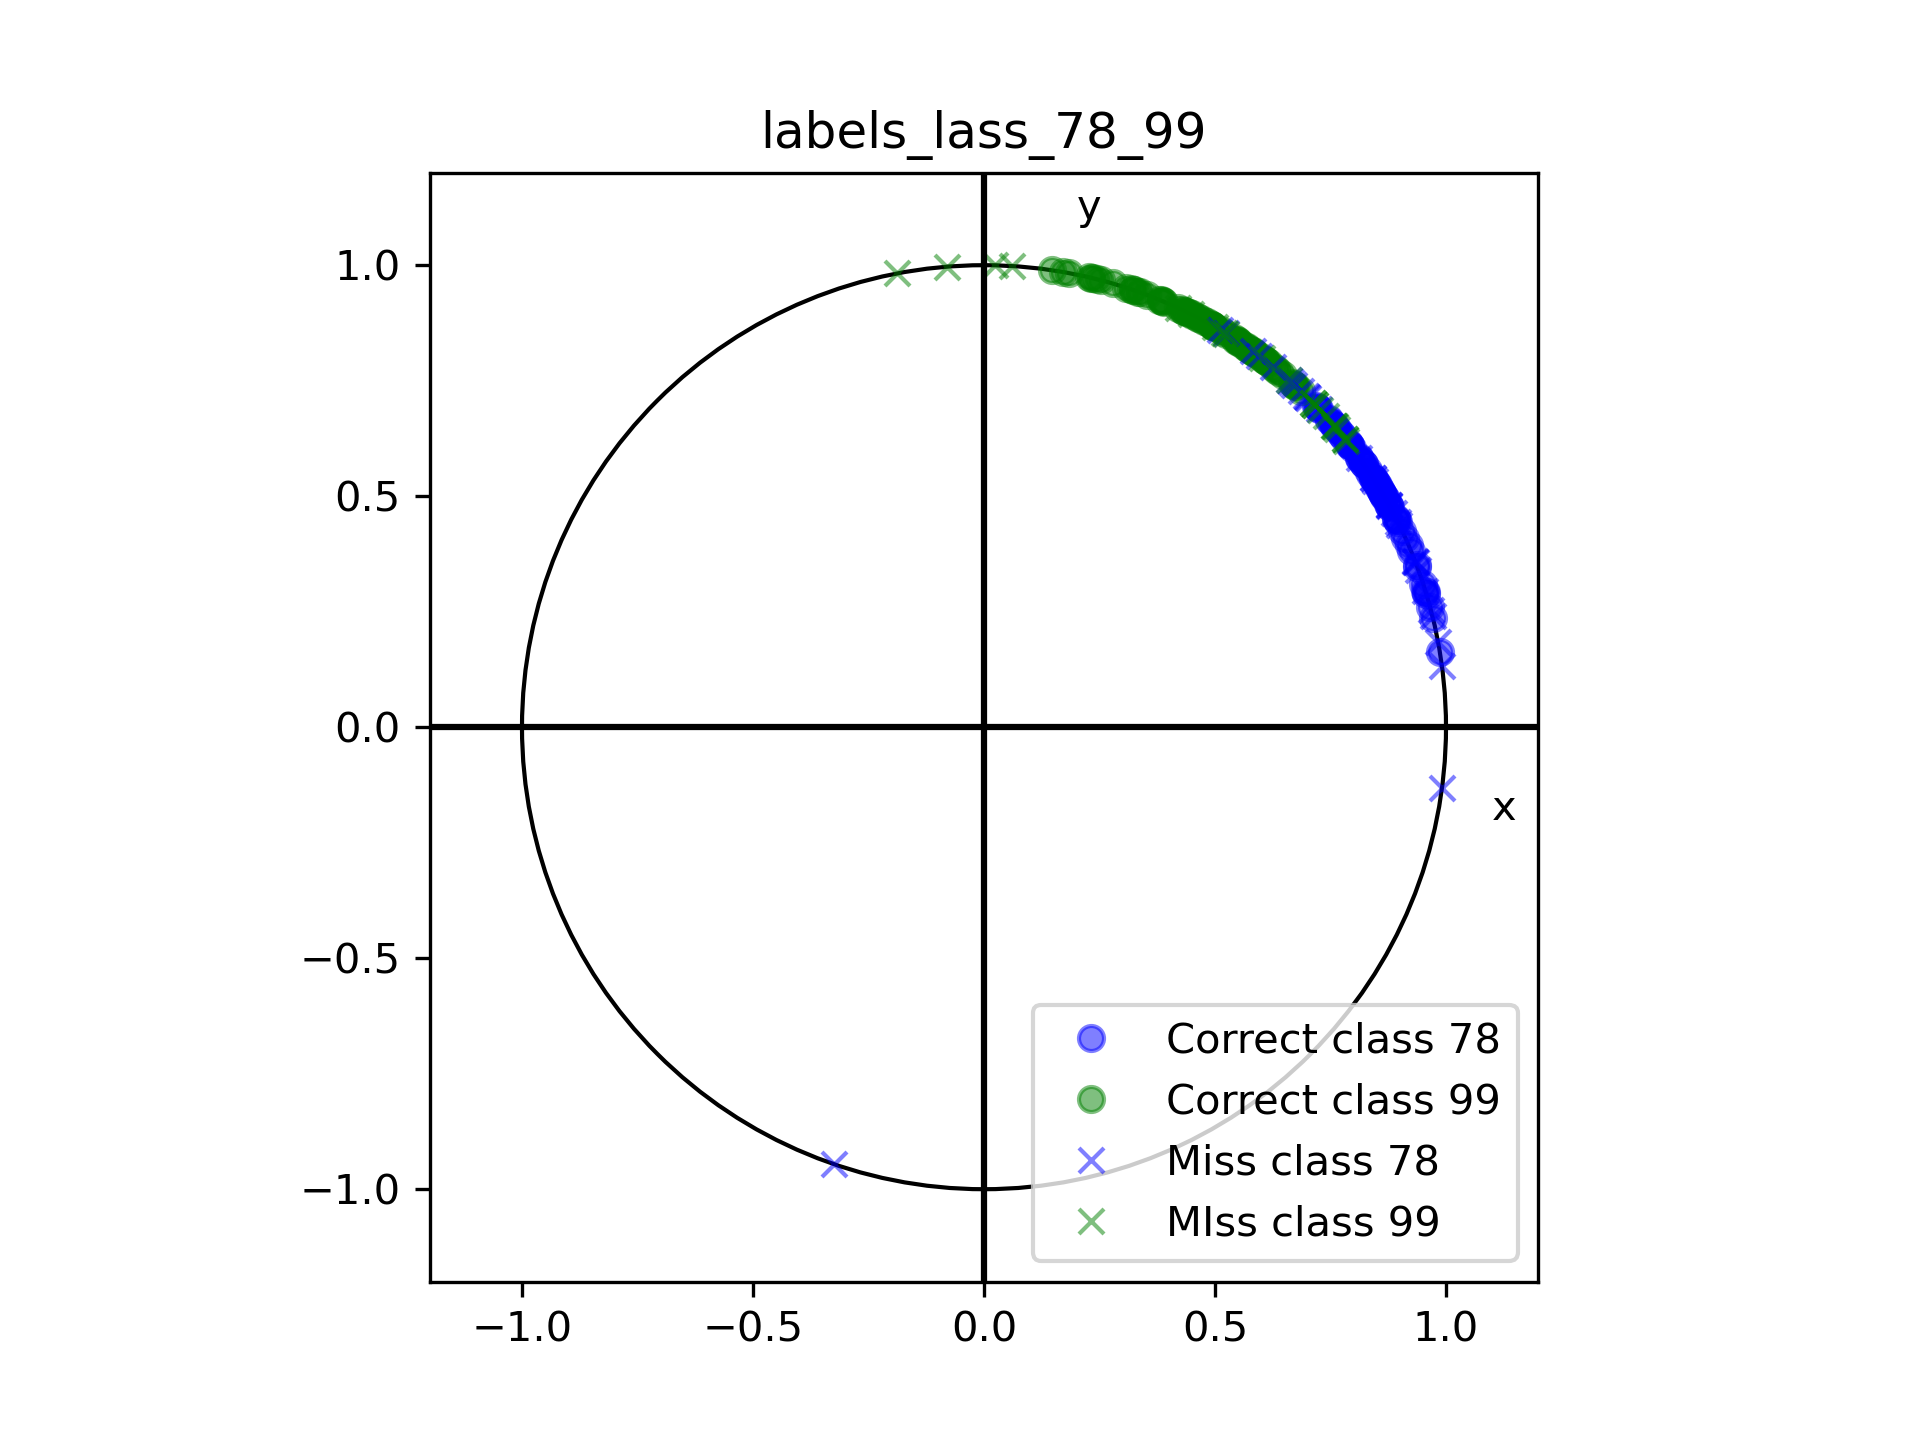 labels_lass_78_99
y
1.0
0.5
0.0
x
−0.5
−1.0
Correct class 78
Correct class 99
Miss class 78
MIss class 99
−1.0 −0.5 0.0 0.5 1.0